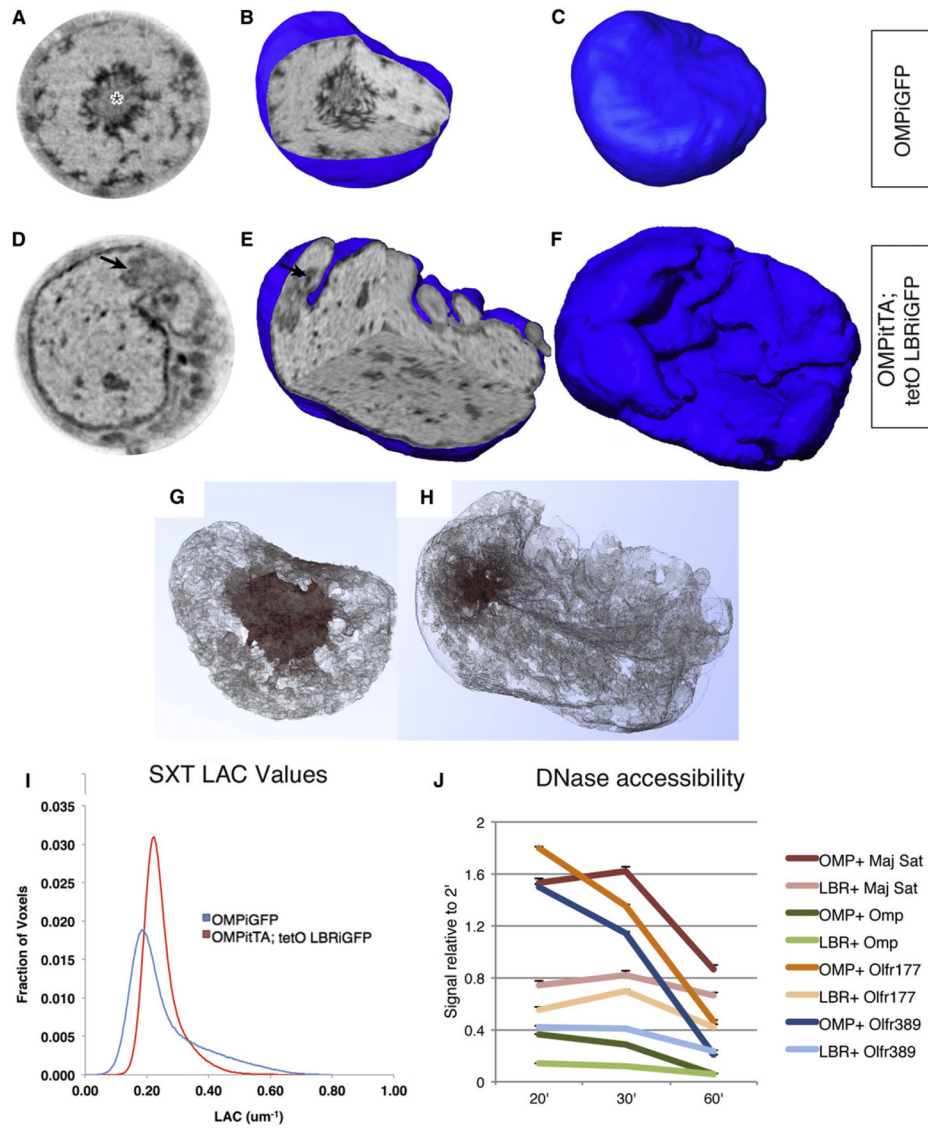 A
B
C
OMPiGFP
*
D
E
F
OMPitTA;
tetO LBRiGFP
G
H
I
SXT LAC Values
0.035
0.030
0.025
0.020
0.015
0.010
0.005
0.000
Fraction of Voxels
OMPiGFP
OMPitTA; tetO LBRiGFP
0.00
0.20
0.40
0.60
0.80
1.00
LAC (um⁻¹)
J
DNase accessibility
2
1.6
1.2
0.8
0.4
0
Signal relative to 2'
20'
30'
60'
OMP+ Maj Sat
LBR+ Maj Sat
OMP+ Omp
LBR+ Omp
OMP+ Olfr177
LBR+ Olfr177
OMP+ Olfr389
LBR+ Olfr389